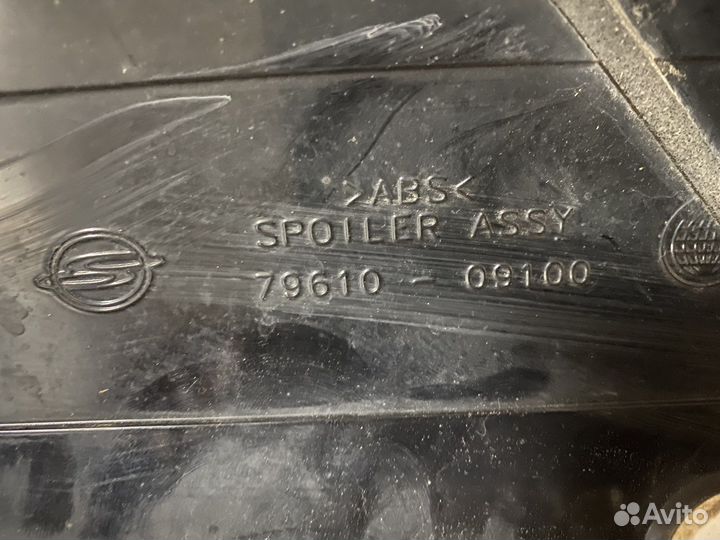 >ABS<
SPOILER ASSY
79610 - 09100
Avito